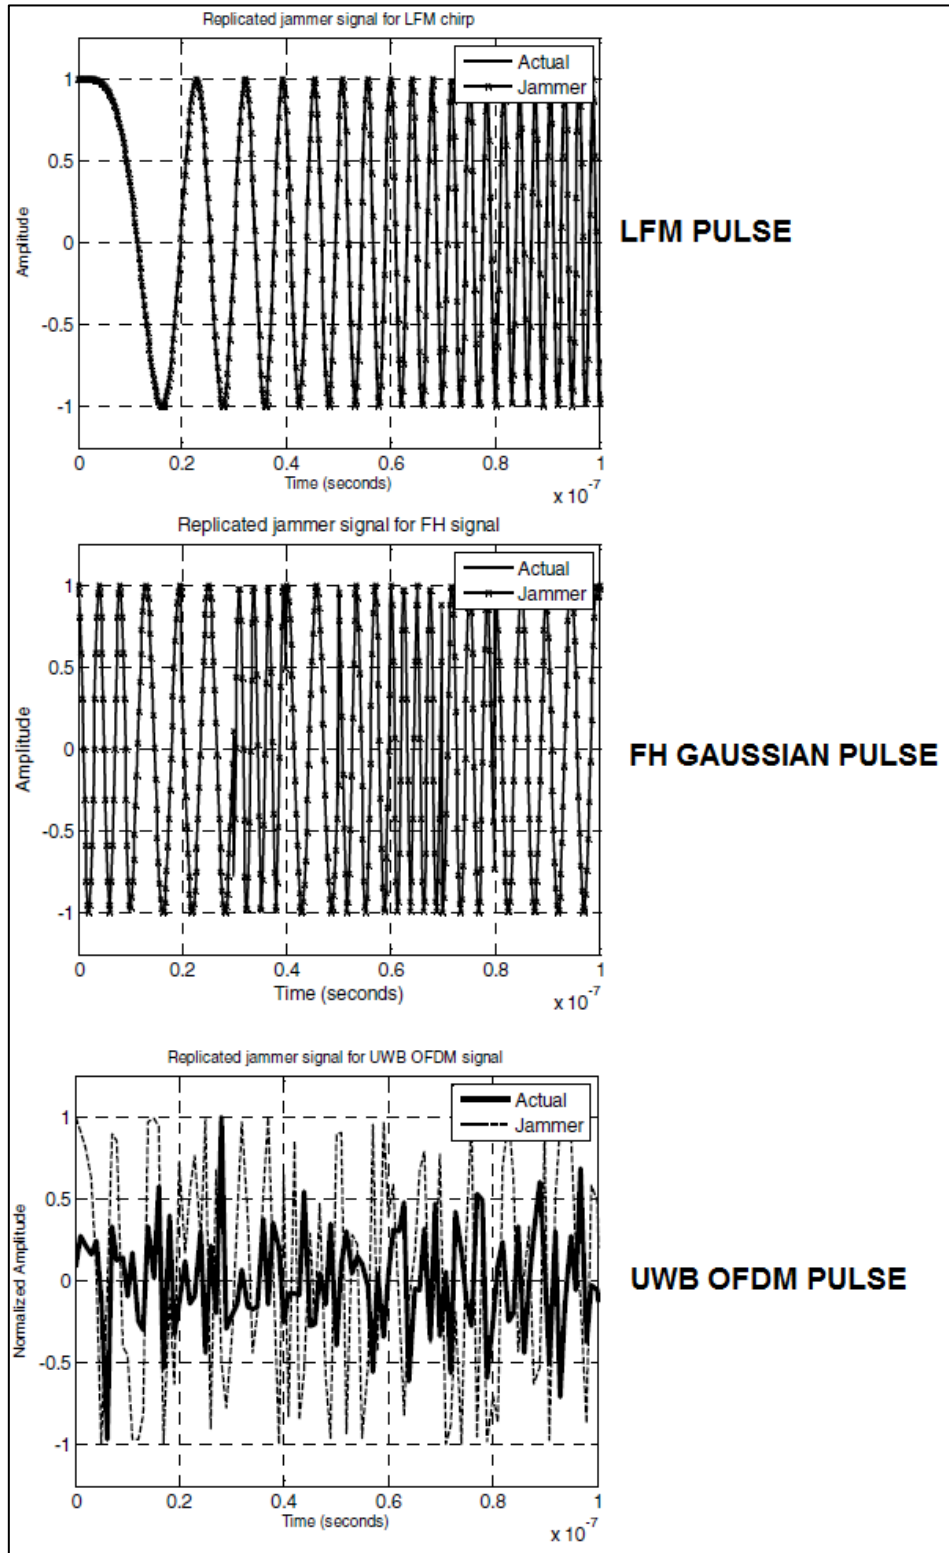 Replicated jammer signal for LFM chirp
Actual
Jammer
1
0.5
0
-0.5
-1
Amplitude
0 0.2 0.4 0.6 0.8 1
Time (seconds)
x 10-7
LFM PULSE
Replicated jammer signal for FH signal
Actual
Jammer
1
0.5
0
-0.5
-1
Amplitude
0 0.2 0.4 0.6 0.8 1
Time (seconds)
x 10-7
FH GAUSSIAN PULSE
Replicated jammer signal for UWB OFDM signal
Actual
Jammer
1
0.5
0
-0.5
-1
Normalized Amplitude
0 0.2 0.4 0.6 0.8 1
Time (seconds)
x 10-7
UWB OFDM PULSE